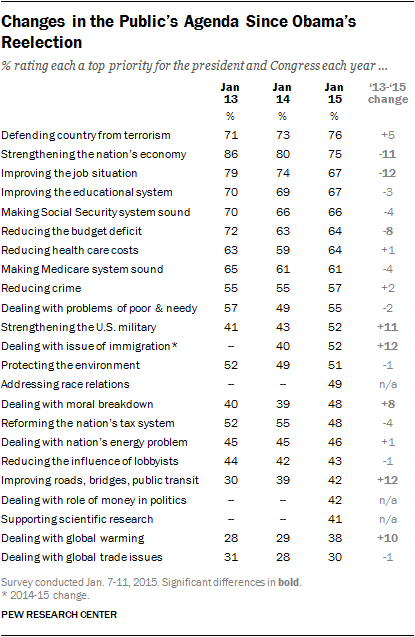 Changes in the Public's Agenda Since Obama's
Reelection
% rating each a top priority for the president and Congress each year ...
Jan 13 Jan 14 Jan 15 '13-'15 change
% % %
Defending country from terrorism 71 73 76 +5
Strengthening the nation's economy 86 80 75 -11
Improving the job situation 79 74 67 -12
Improving the educational system 70 69 67 -3
Making Social Security system sound 70 66 66 -4
Reducing the budget deficit 72 63 64 -8
Reducing health care costs 63 59 64 +1
Making Medicare system sound 65 61 61 -4
Reducing crime 55 55 57 +2
Dealing with problems of poor & needy 57 49 55 -2
Strengthening the U.S. military 41 43 52 +11
Dealing with issue of immigration* -- 40 52 +12
Protecting the environment 52 49 51 -1
Addressing race relations -- -- 49 n/a
Dealing with moral breakdown 40 39 48 +8
Reforming the nation's tax system 52 55 48 -4
Dealing with nation's energy problem 45 45 46 +1
Reducing the influence of lobbyists 44 42 43 -1
Improving roads, bridges, public transit 30 39 42 +12
Dealing with role of money in politics -- -- 42 n/a
Supporting scientific research -- -- 41 n/a
Dealing with global warming 28 29 38 +10
Dealing with global trade issues 31 28 30 -1
Survey conducted Jan. 7-11, 2015. Significant differences in bold.
* 2014-15 change.
PEW RESEARCH CENTER